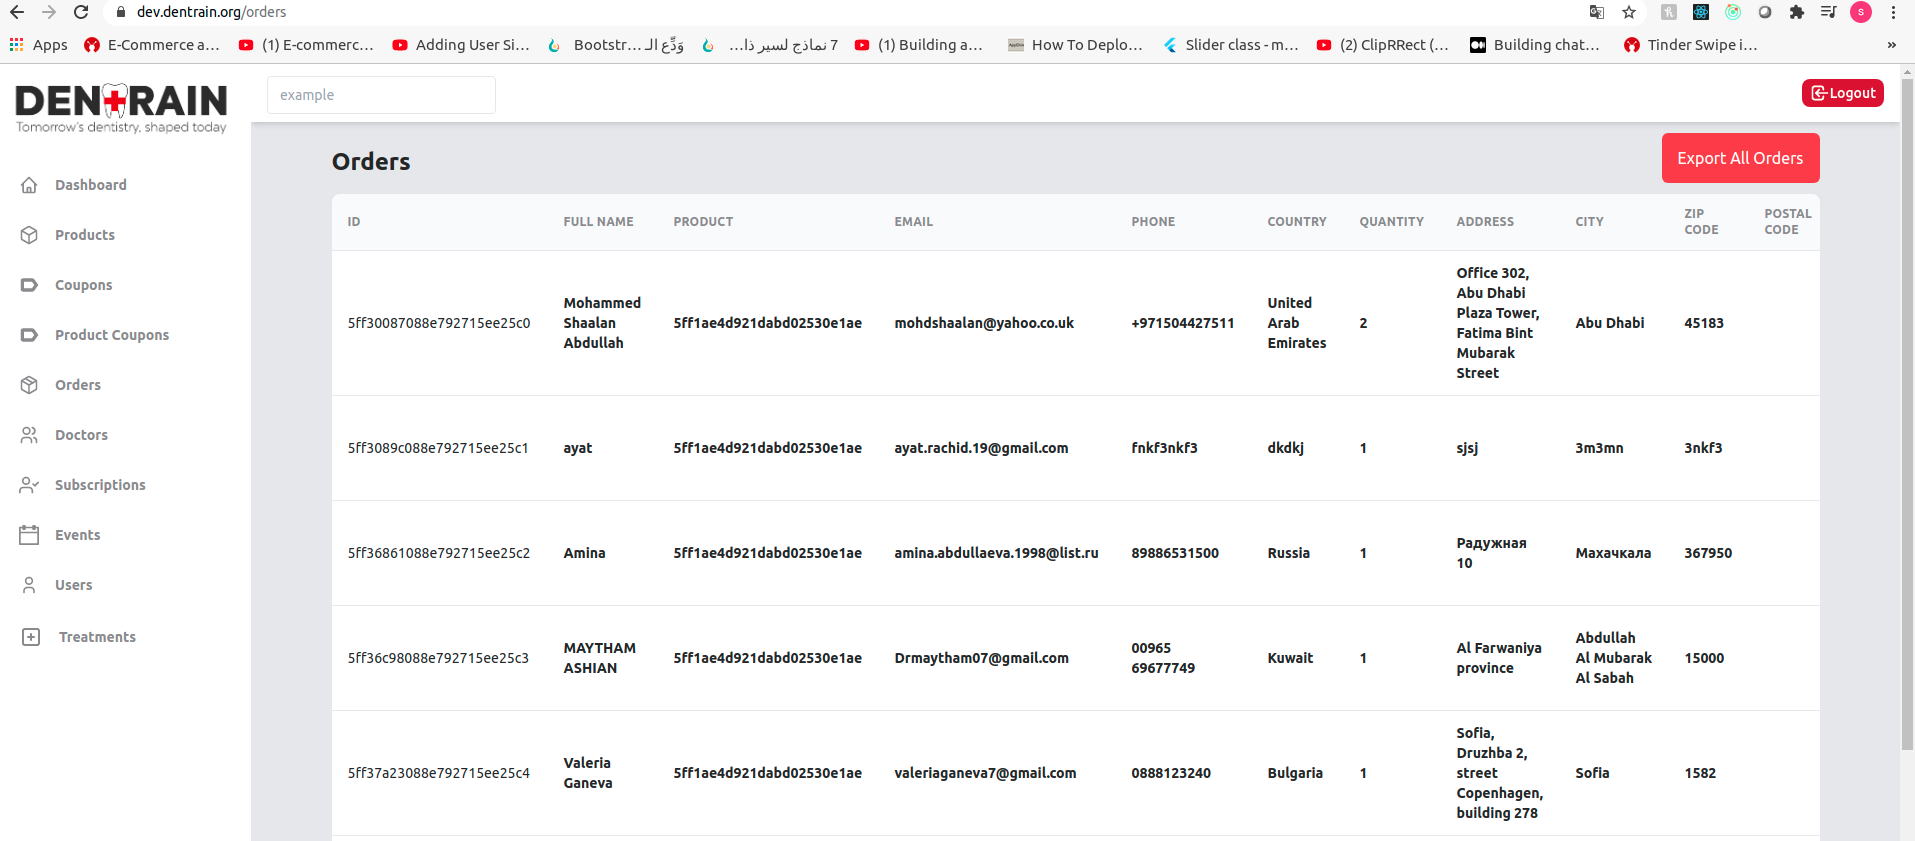 dev.dentrain.org/orders
S
Apps
E-Commerce a…
(1) E-commerc…
Adding User Si…
Bootstr… وَدِّع الـ
7 نماذج لسير ذا…
(1) Building a…
How To Deplo…
Slider class - m…
(2) ClipRRect (…
Building chat…
Tinder Swipe i…
»
DENTRAIN
Tomorrow's dentistry, shaped today
example
Logout
Dashboard
Products
Coupons
Product Coupons
Orders
Doctors
Subscriptions
Events
Users
Treatments
Orders
Export All Orders
ID FULL NAME PRODUCT EMAIL PHONE COUNTRY QUANTITY ADDRESS CITY ZIP CODE POSTAL CODE
5ff30087088e792715ee25c0
Mohammed
Shaalan
Abdullah
5ff1ae4d921dabd02530e1ae
mohdshaalan@yahoo.co.uk
+971504427511
United
Arab
Emirates
2
Office 302,
Abu Dhabi
Plaza Tower,
Fatima Bint
Mubarak
Street
Abu Dhabi
45183
5ff3089c088e792715ee25c1
ayat
5ff1ae4d921dabd02530e1ae
ayat.rachid.19@gmail.com
fnkf3nkf3
dkdkj
1
sjsj
3m3mn
3nkf3
5ff36861088e792715ee25c2
Amina
5ff1ae4d921dabd02530e1ae
amina.abdullaeva.1998@list.ru
89886531500
Russia
1
Радужная
10
Махачкала
367950
5ff36c98088e792715ee25c3
MAYTHAM
ASHIAN
5ff1ae4d921dabd02530e1ae
Drmaytham07@gmail.com
00965
69677749
Kuwait
1
Al Farwaniya
province
Abdullah
Al Mubarak
Al Sabah
15000
5ff37a23088e792715ee25c4
Valeria
Ganeva
5ff1ae4d921dabd02530e1ae
valeriaganeva7@gmail.com
0888123240
Bulgaria
1
Sofia,
Druzhba 2,
street
Copenhagen,
building 278
Sofia
1582